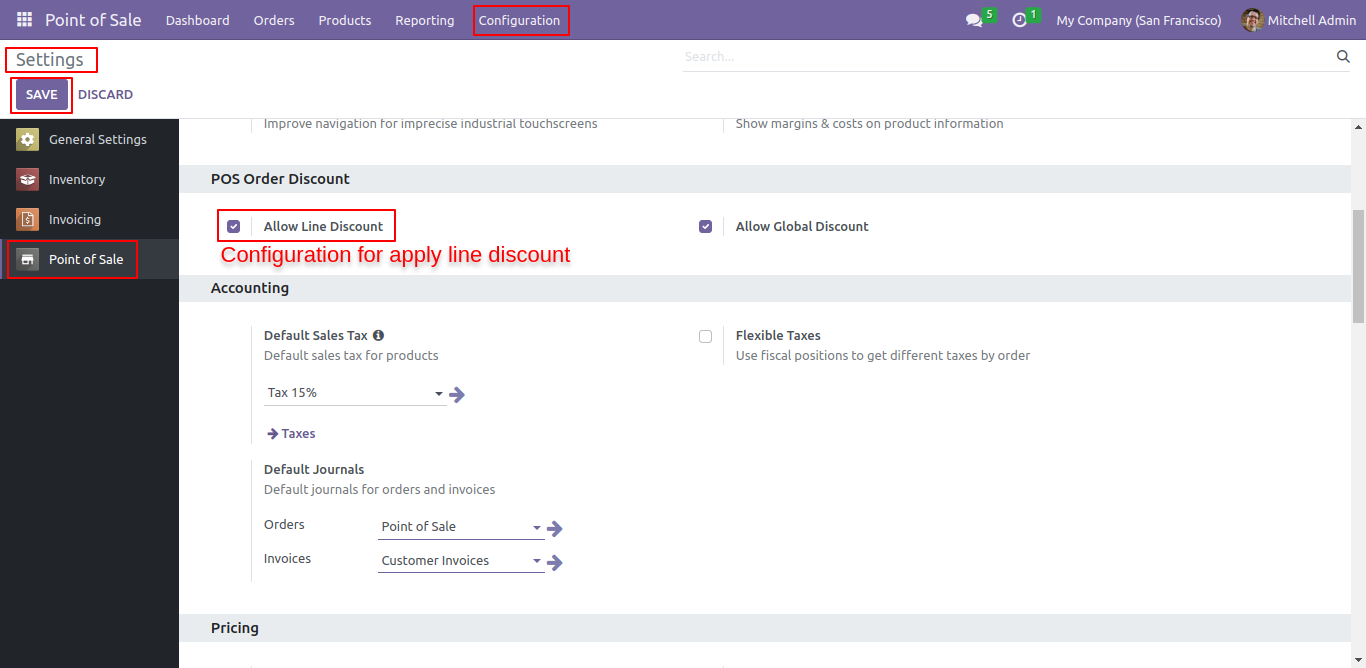 Point of Sale Dashboard Orders Products Reporting Configuration 5 1 My Company (San Francisco) Mitchell Admin
Settings Search...
SAVE DISCARD
General Settings
Inventory
Invoicing
Point of Sale
Improve navigation for imprecise industrial touchscreens Show margins & costs on product information
POS Order Discount
Allow Line Discount Allow Global Discount
Configuration for apply line discount
Accounting
Default Sales Tax Flexible Taxes
Default sales tax for products Use fiscal positions to get different taxes by order
Tax 15%
Taxes
Default Journals
Default journals for orders and invoices
Orders Point of Sale
Invoices Customer Invoices
Pricing